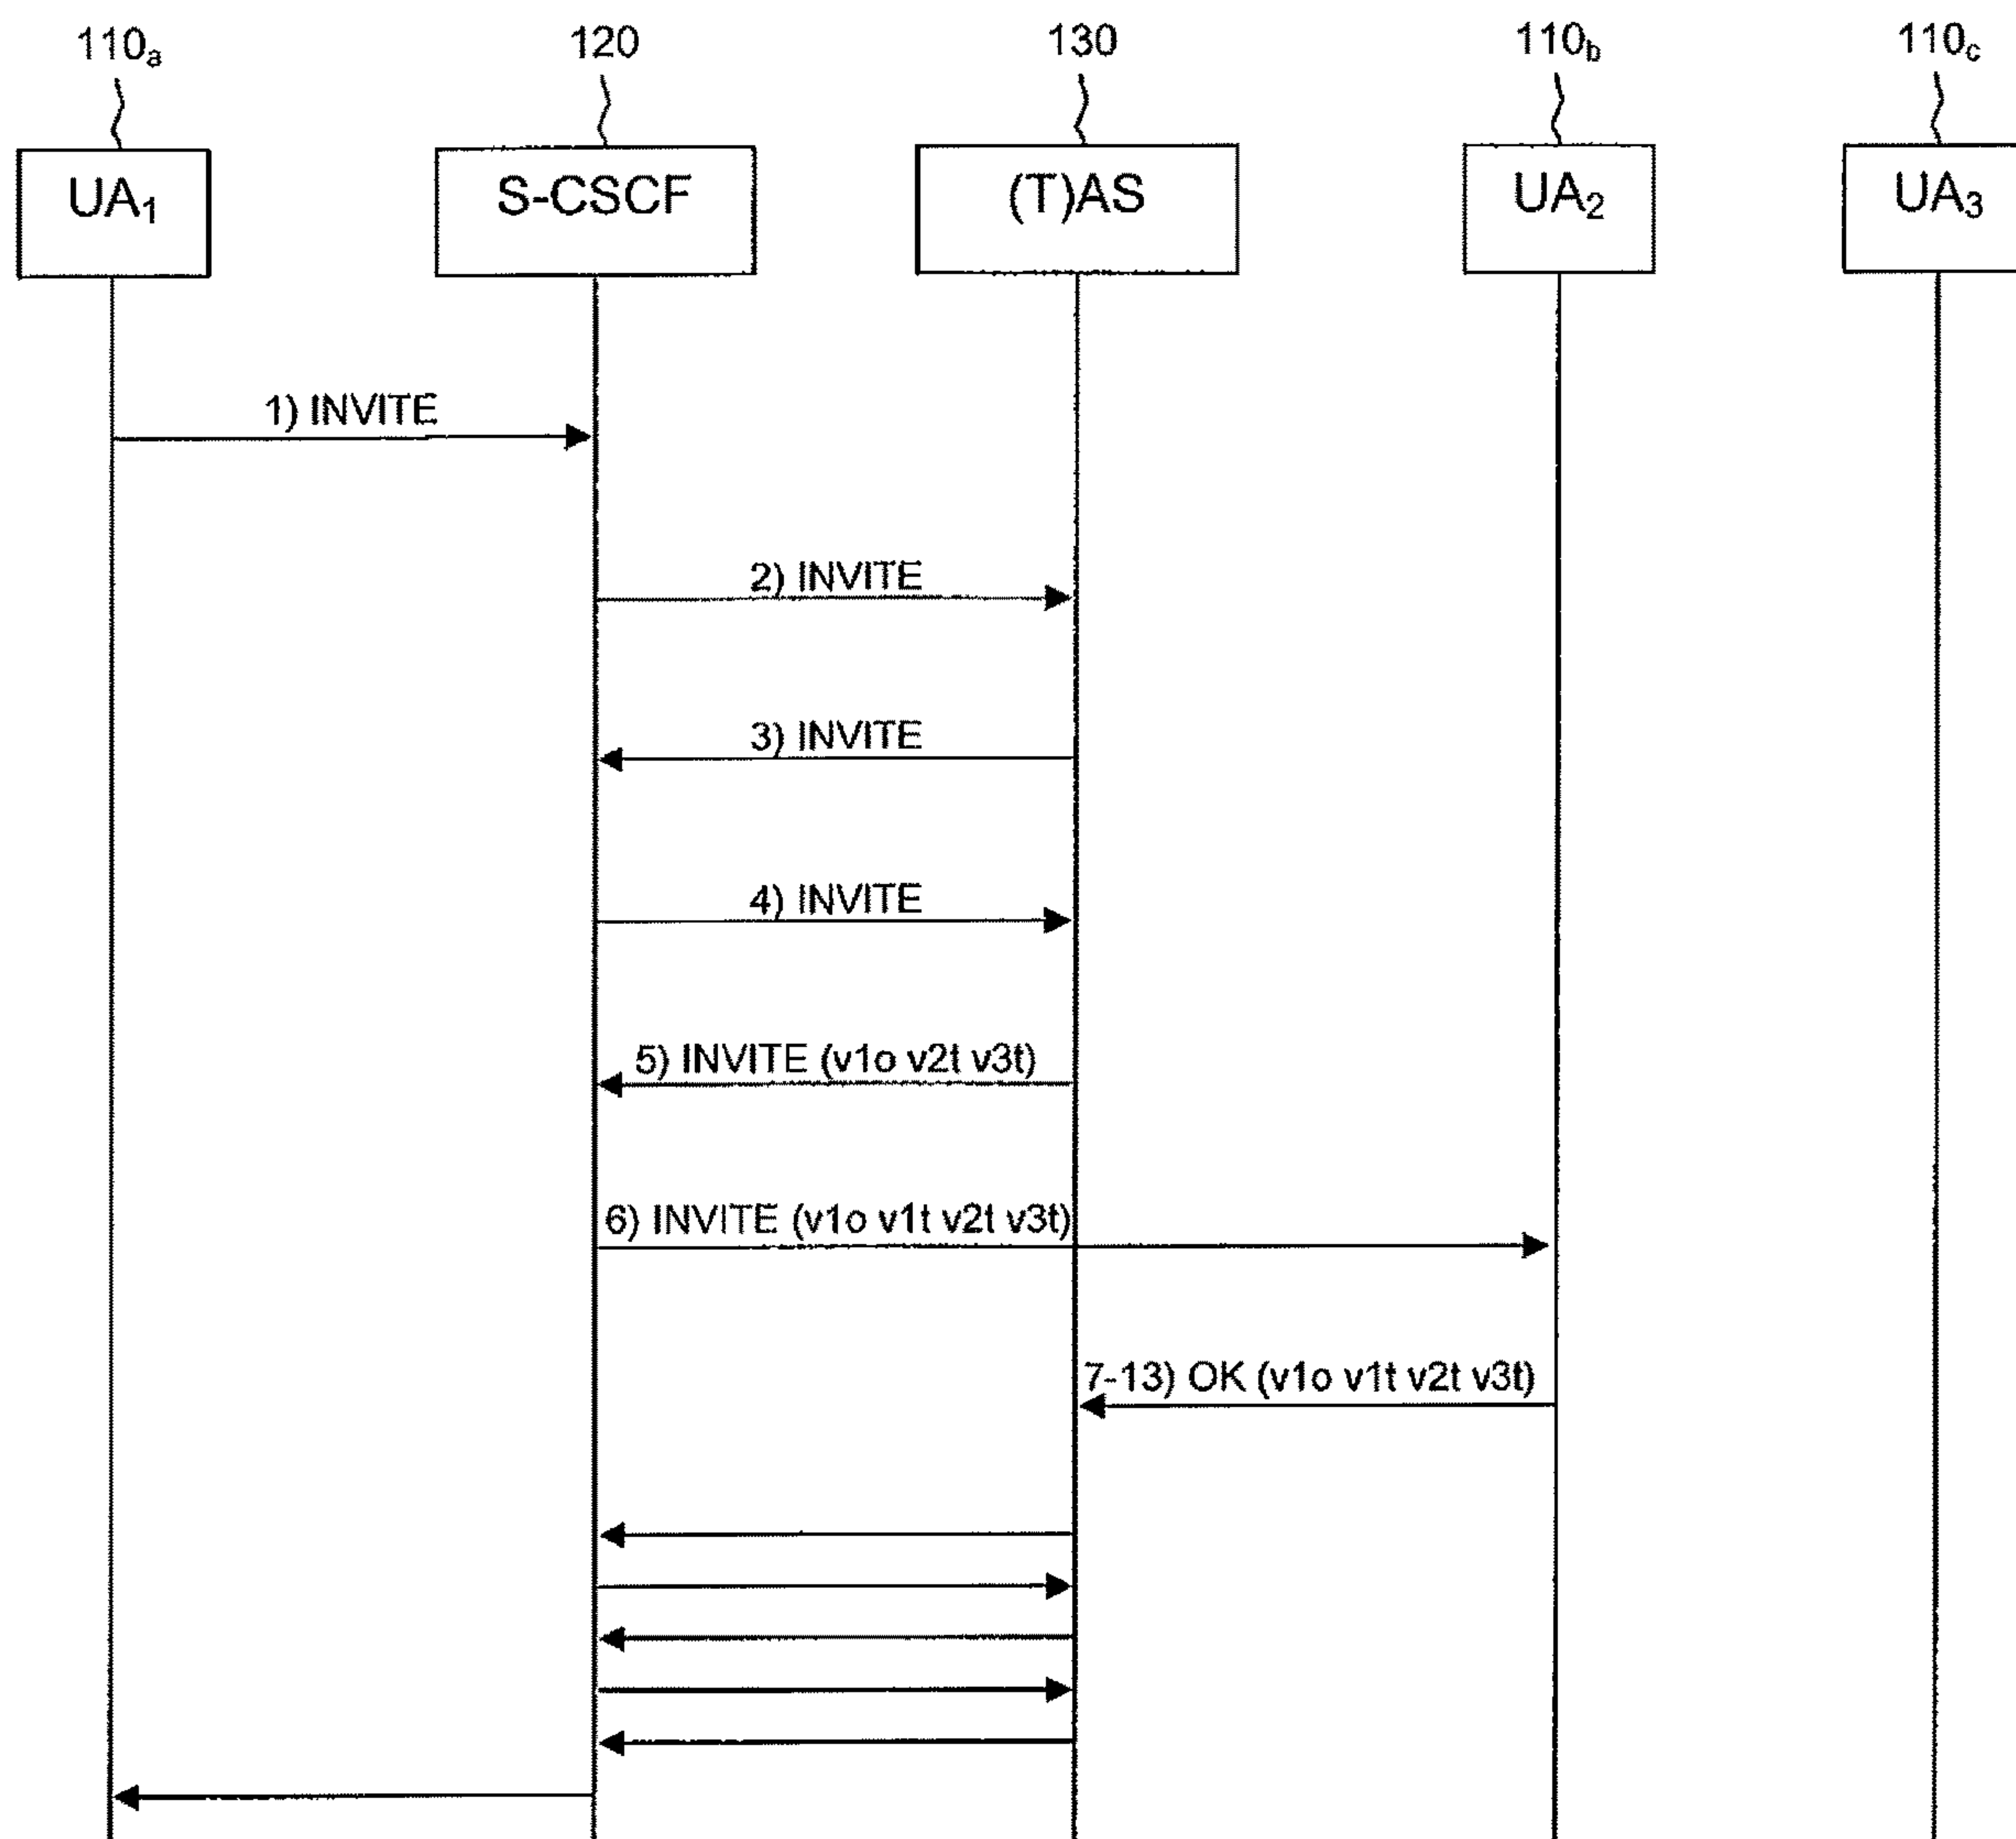 110a 120 130 110b 110c
UA1 S-CSCF (T)AS UA2 UA3
1) INVITE
2) INVITE
3) INVITE
4) INVITE
5) INVITE (v1o v2t v3t)
6) INVITE (v1o v1t v2t v3t)
7-13) OK (v1o v1t v2t v3t)